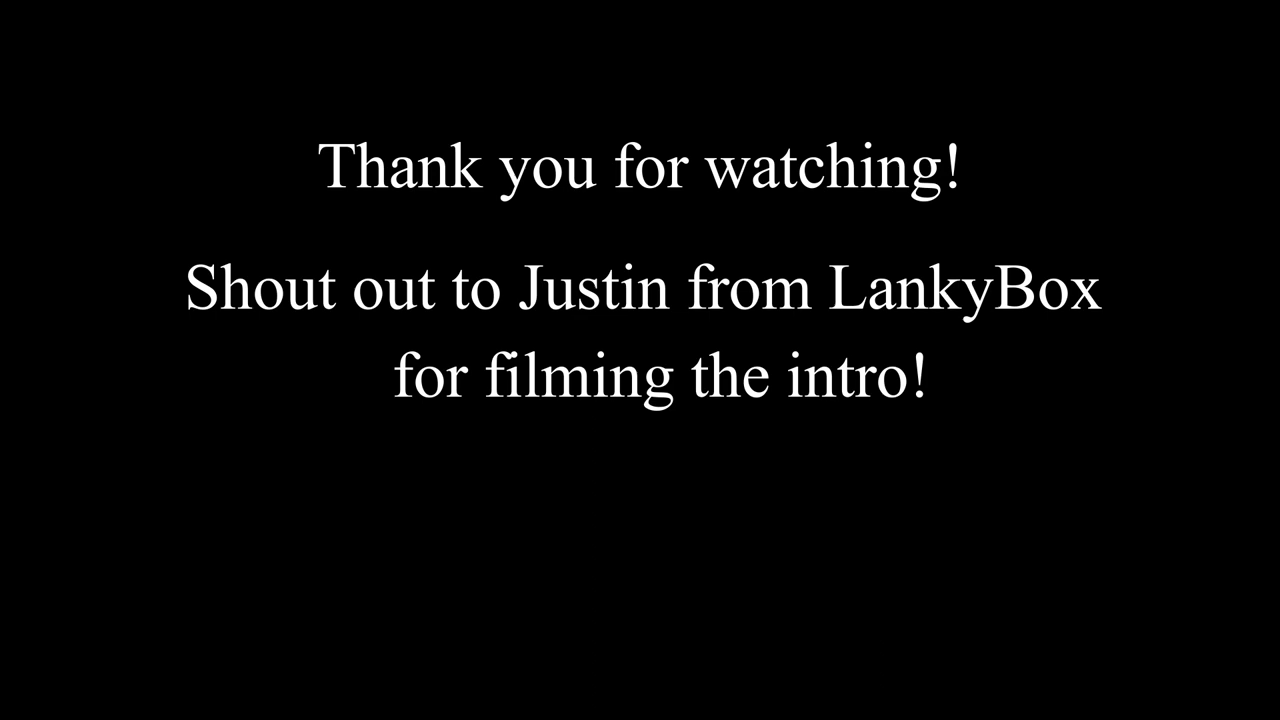 Thank you for watching!
Shout out to Justin from LankyBox
for filming the intro!